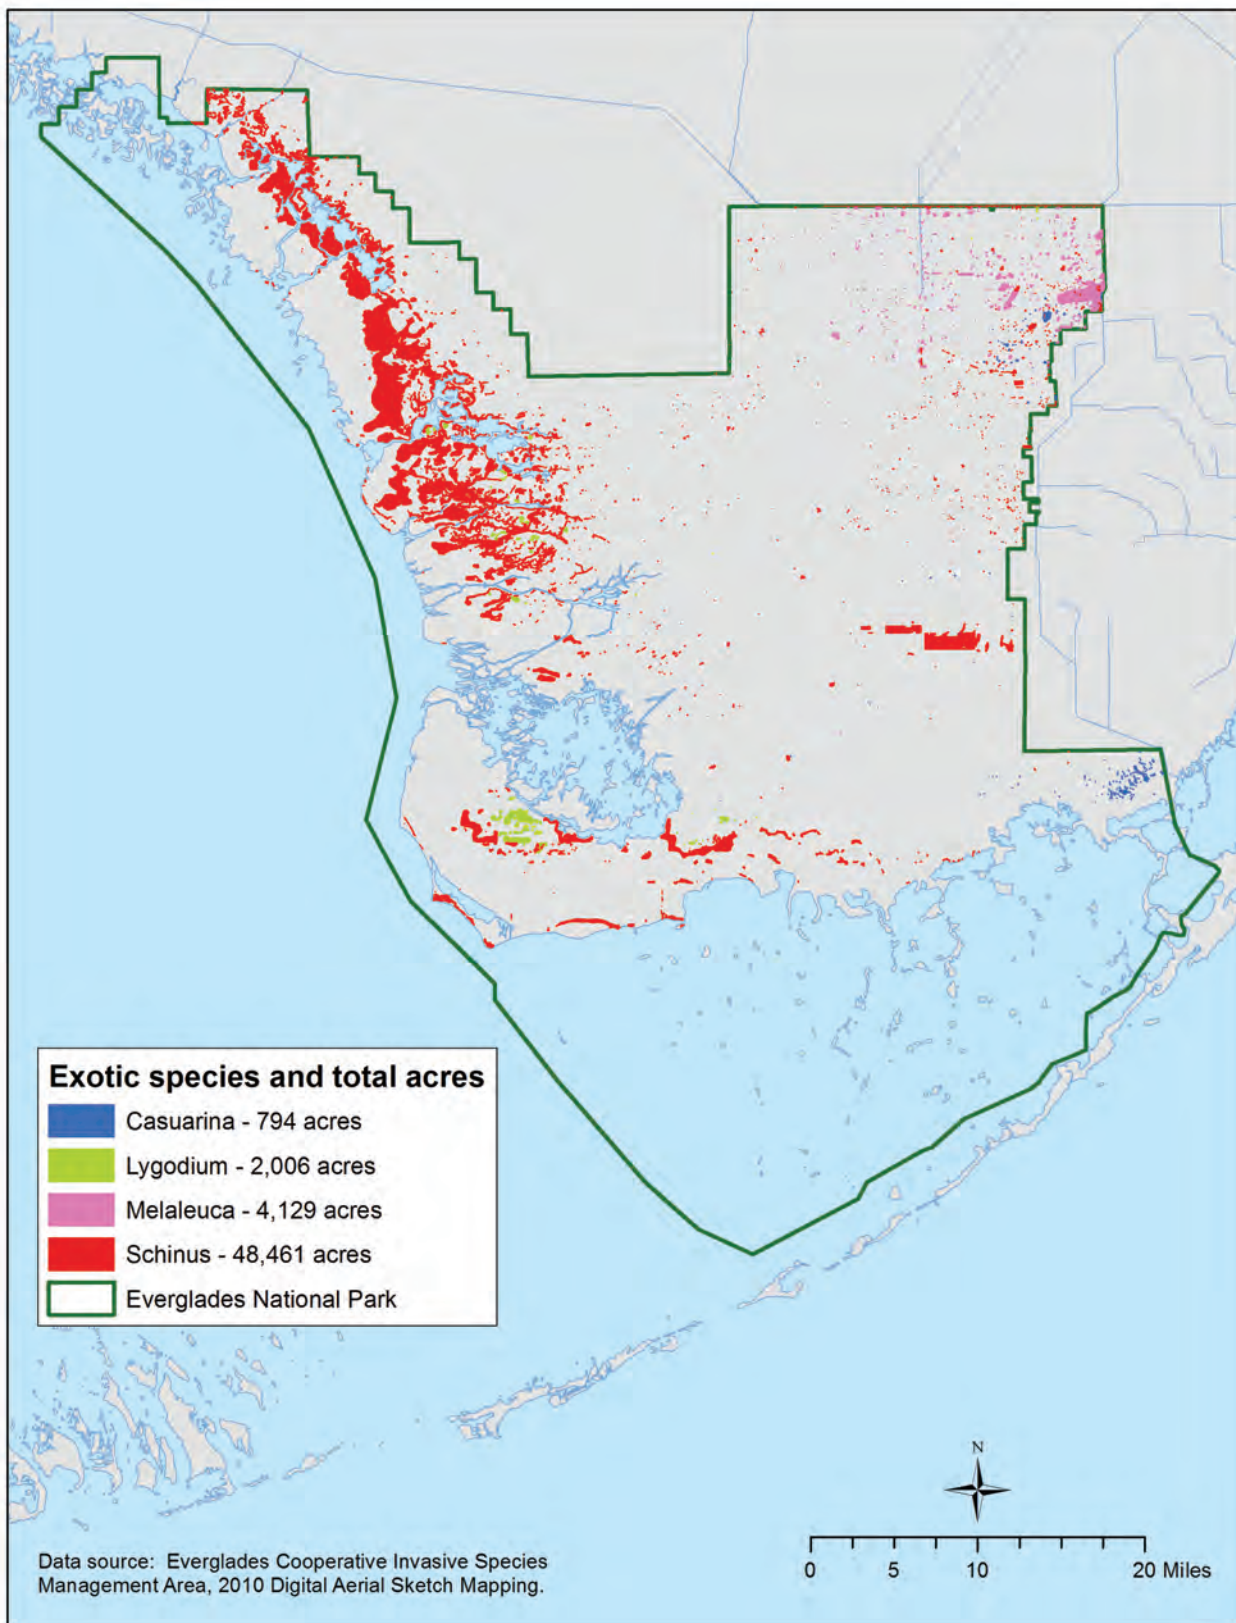 Exotic species and total acres
Casuarina - 794 acres
Lygodium - 2,006 acres
Melaleuca - 4,129 acres
Schinus - 48,461 acres
Everglades National Park
N
0 5 10 20 Miles
Data source: Everglades Cooperative Invasive Species
Management Area, 2010 Digital Aerial Sketch Mapping.